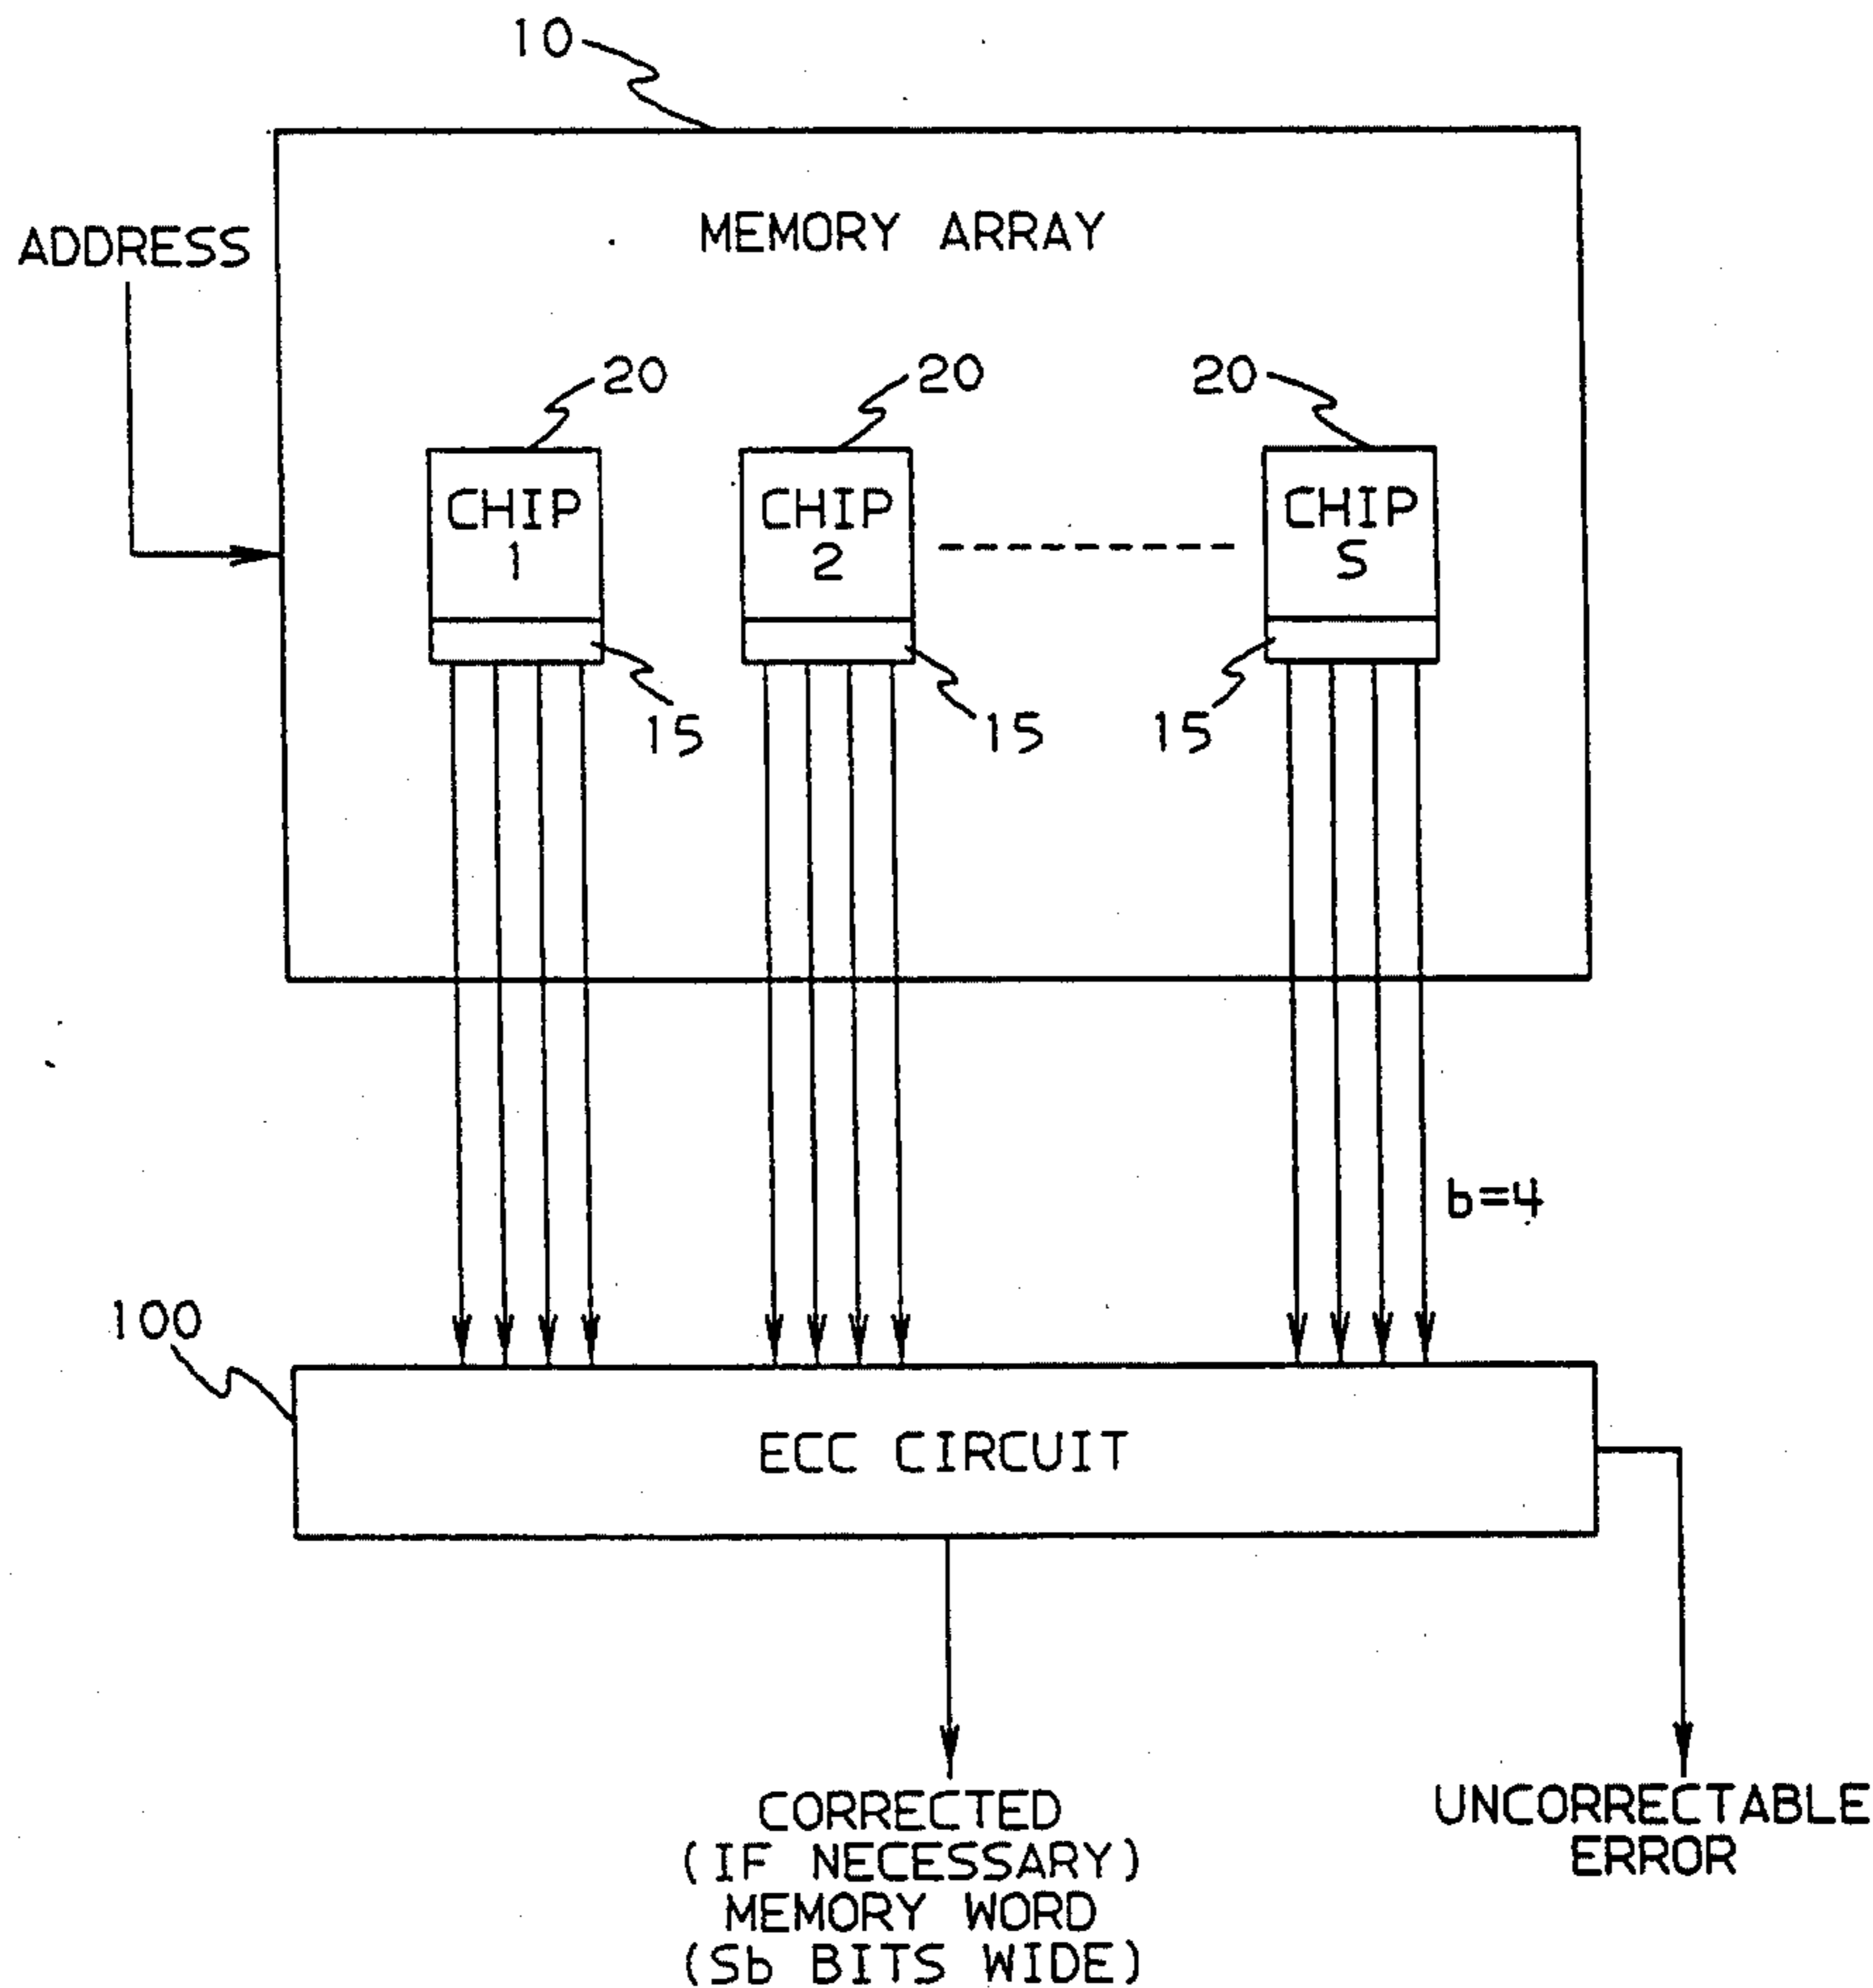 10
MEMORY ARRAY
ADDRESS
20
20
20
CHIP
1
CHIP
2
CHIP
S
15
15
15
b=4
100
ECC CIRCUIT
CORRECTED
(IF NECESSARY)
MEMORY WORD
(Sb BITS WIDE)
UNCORRECTABLE
ERROR